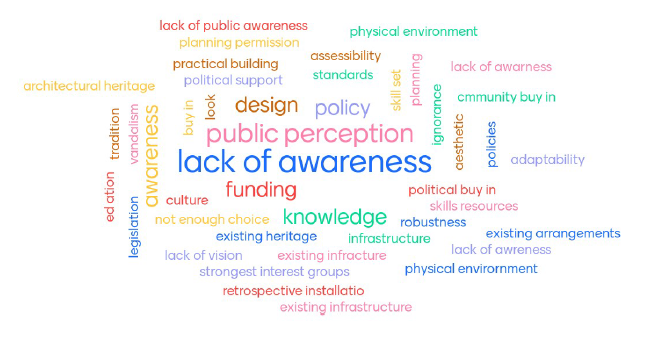 lack of public awareness
physical environment
planning permission
practical building
assessibility
political support
standards
lack of awarness
architectural heritage
skill set
planning
cmmunity buy in
look
buy in
design
policy
ignorance
tradition
vandalism
awareness
public perception
aesthetic
policies
lack of awareness
adaptability
ed ation
legislation
culture
funding
political buy in
skills resources
not enough choice
knowledge
robustness
existing heritage
infrastructure
existing arrangements
lack of vision
existing infracture
lack of awreness
strongest interest groups
physical envirornment
retrospective installatio
existing infrastructure